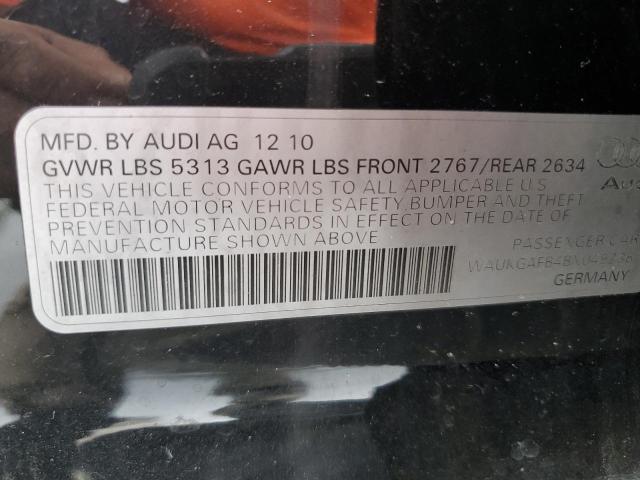 MFD. BY AUDI AG 12 10
GVWR LBS 5313 GAWR LBS FRONT 2767/REAR 2634
THIS VEHICLE CONFORMS TO ALL APPLICABLE U.S
FEDERAL MOTOR VEHICLE SAFETY, BUMPER AND THEFT
PREVENTION STANDARDS IN EFFECT ON THE DATE OF
MANUFACTURE SHOWN ABOVE
PASSENGER CAR
GERMANY